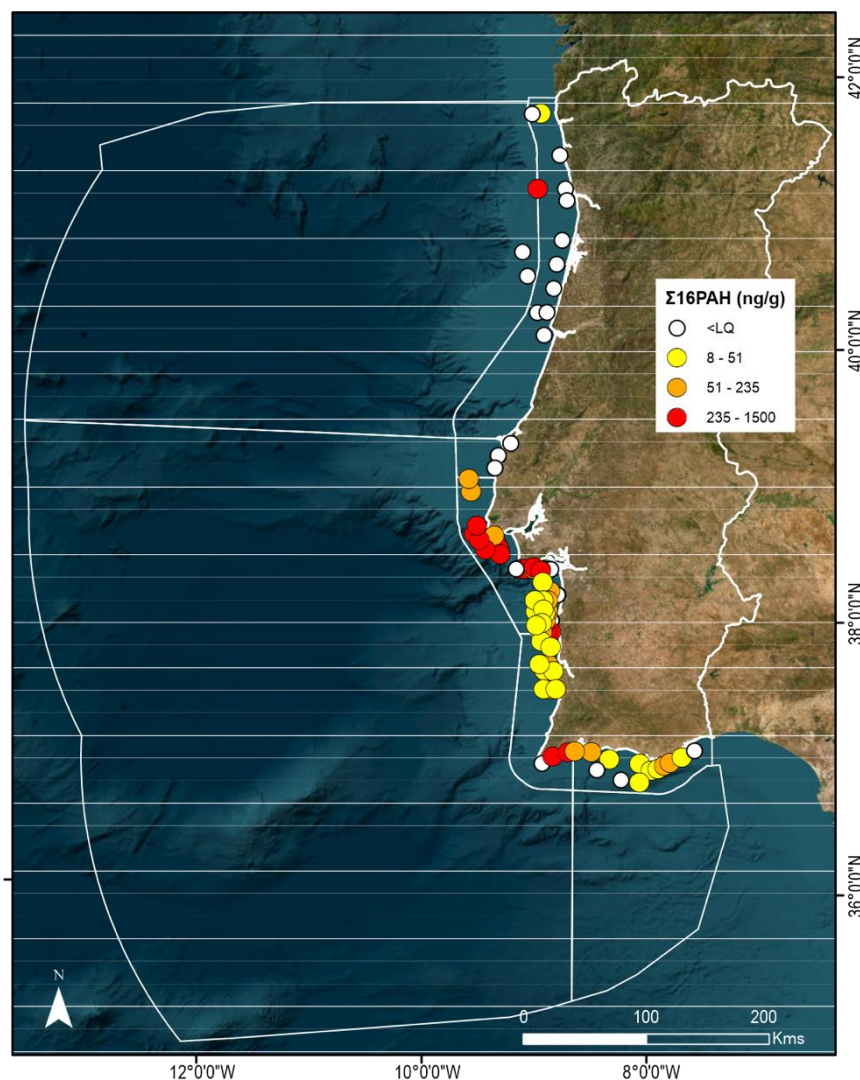 42°0'0"N
Σ16PAH (ng/g)
<LQ
8 - 51
51 - 235
235 - 1500
40°0'0"N
38°0'0"N
36°0'0"N
N
0 100 200
Kms
12°0'0"W 10°0'0"W 8°0'0"W